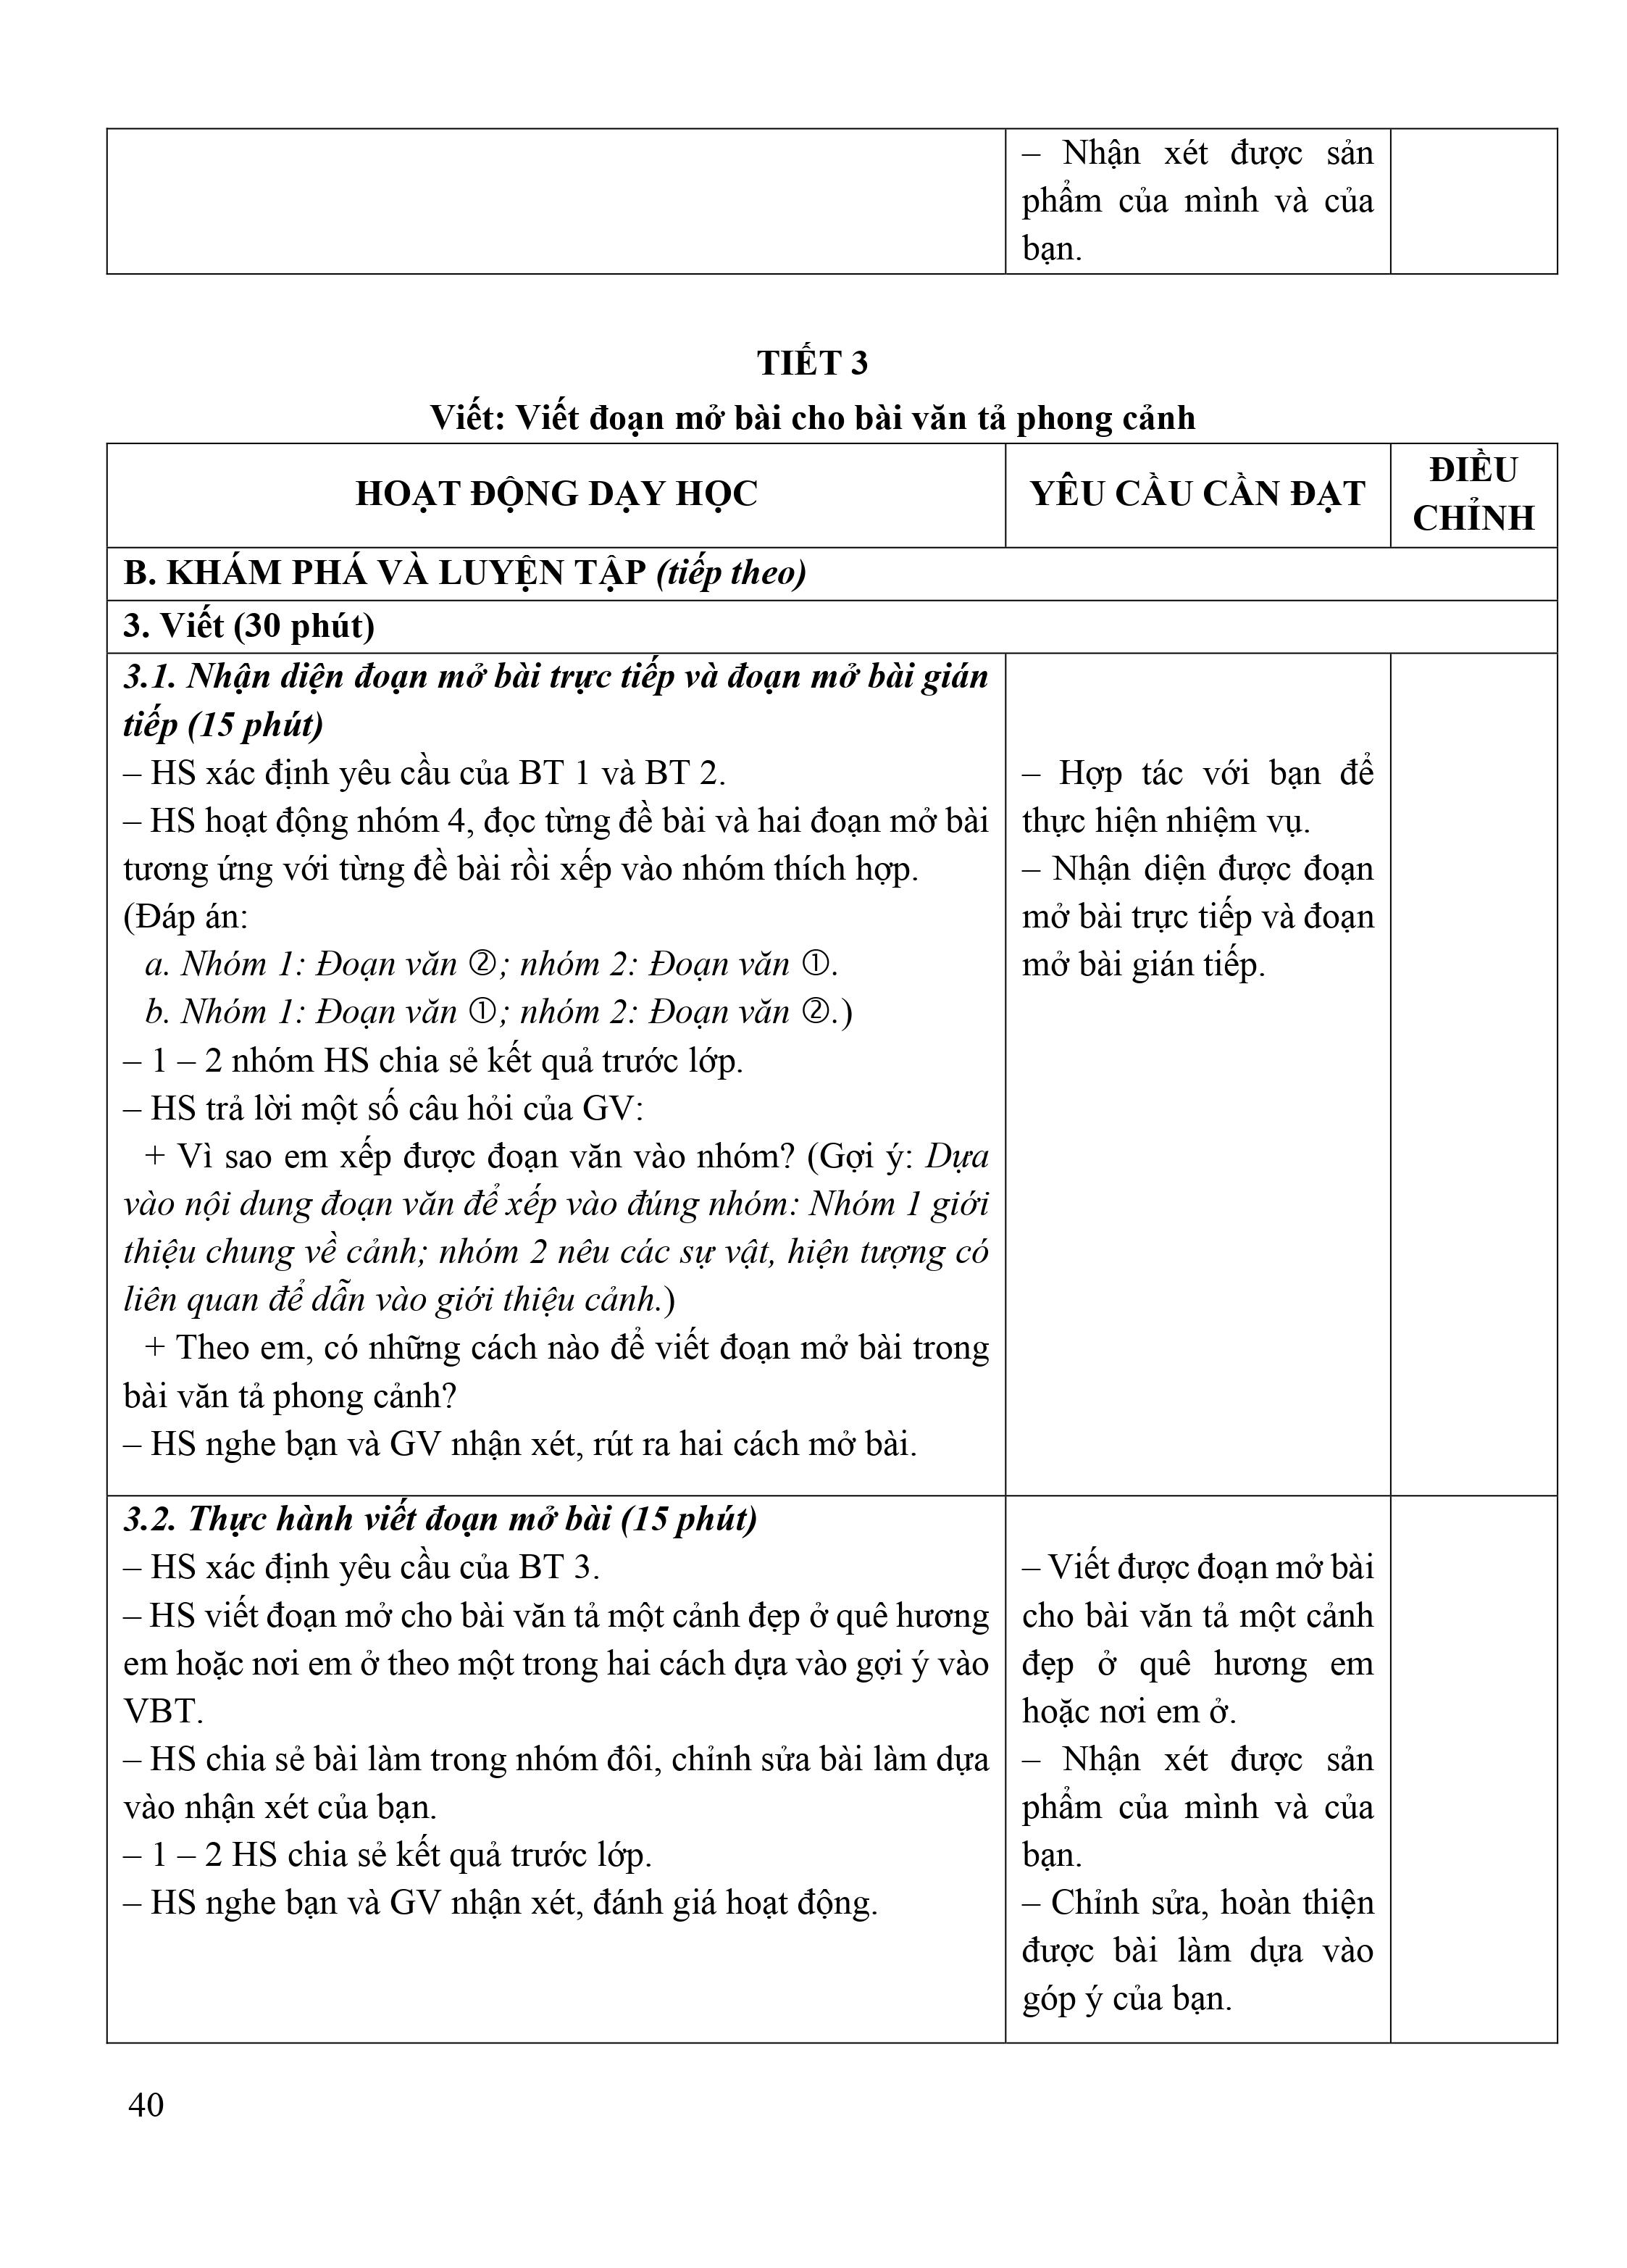 – Nhận xét được sản
phẩm của mình và của
bạn.
TIẾT 3
Viết: Viết đoạn mở bài cho bài văn tả phong cảnh
HOẠT ĐỘNG DẠY HỌC
YÊU CẦU CẦN ĐẠT
ĐIỀU
CHỈNH
B. KHÁM PHÁ VÀ LUYỆN TẬP (tiếp theo)
3. Viết (30 phút)
3.1. Nhận diện đoạn mở bài trực tiếp và đoạn mở bài gián
tiếp (15 phút)
– HS xác định yêu cầu của BT 1 và BT 2.
– HS hoạt động nhóm 4, đọc từng đề bài và hai đoạn mở bài
tương ứng với từng đề bài rồi xếp vào nhóm thích hợp.
(Đáp án:
a. Nhóm 1: Đoạn văn ②; nhóm 2: Đoạn văn ①.
b. Nhóm 1: Đoạn văn ①; nhóm 2: Đoạn văn ②.)
– 1 – 2 nhóm HS chia sẻ kết quả trước lớp.
– HS trả lời một số câu hỏi của GV:
+ Vì sao em xếp được đoạn văn vào nhóm? (Gợi ý: Dựa
vào nội dung đoạn văn để xếp vào đúng nhóm: Nhóm 1 giới
thiệu chung về cảnh; nhóm 2 nêu các sự vật, hiện tượng có
liên quan để dẫn vào giới thiệu cảnh.)
+ Theo em, có những cách nào để viết đoạn mở bài trong
bài văn tả phong cảnh?
– HS nghe bạn và GV nhận xét, rút ra hai cách mở bài.
– Hợp tác với bạn để
thực hiện nhiệm vụ.
– Nhận diện được đoạn
mở bài trực tiếp và đoạn
mở bài gián tiếp.
3.2. Thực hành viết đoạn mở bài (15 phút)
– HS xác định yêu cầu của BT 3.
– HS viết đoạn mở cho bài văn tả một cảnh đẹp ở quê hương
em hoặc nơi em ở theo một trong hai cách dựa vào gợi ý vào
VBT.
– HS chia sẻ bài làm trong nhóm đôi, chỉnh sửa bài làm dựa
vào nhận xét của bạn.
– 1 – 2 HS chia sẻ kết quả trước lớp.
– HS nghe bạn và GV nhận xét, đánh giá hoạt động.
– Viết được đoạn mở bài
cho bài văn tả một cảnh
đẹp ở quê hương em
hoặc nơi em ở.
– Nhận xét được sản
phẩm của mình và của
bạn.
– Chỉnh sửa, hoàn thiện
được bài làm dựa vào
góp ý của bạn.
40